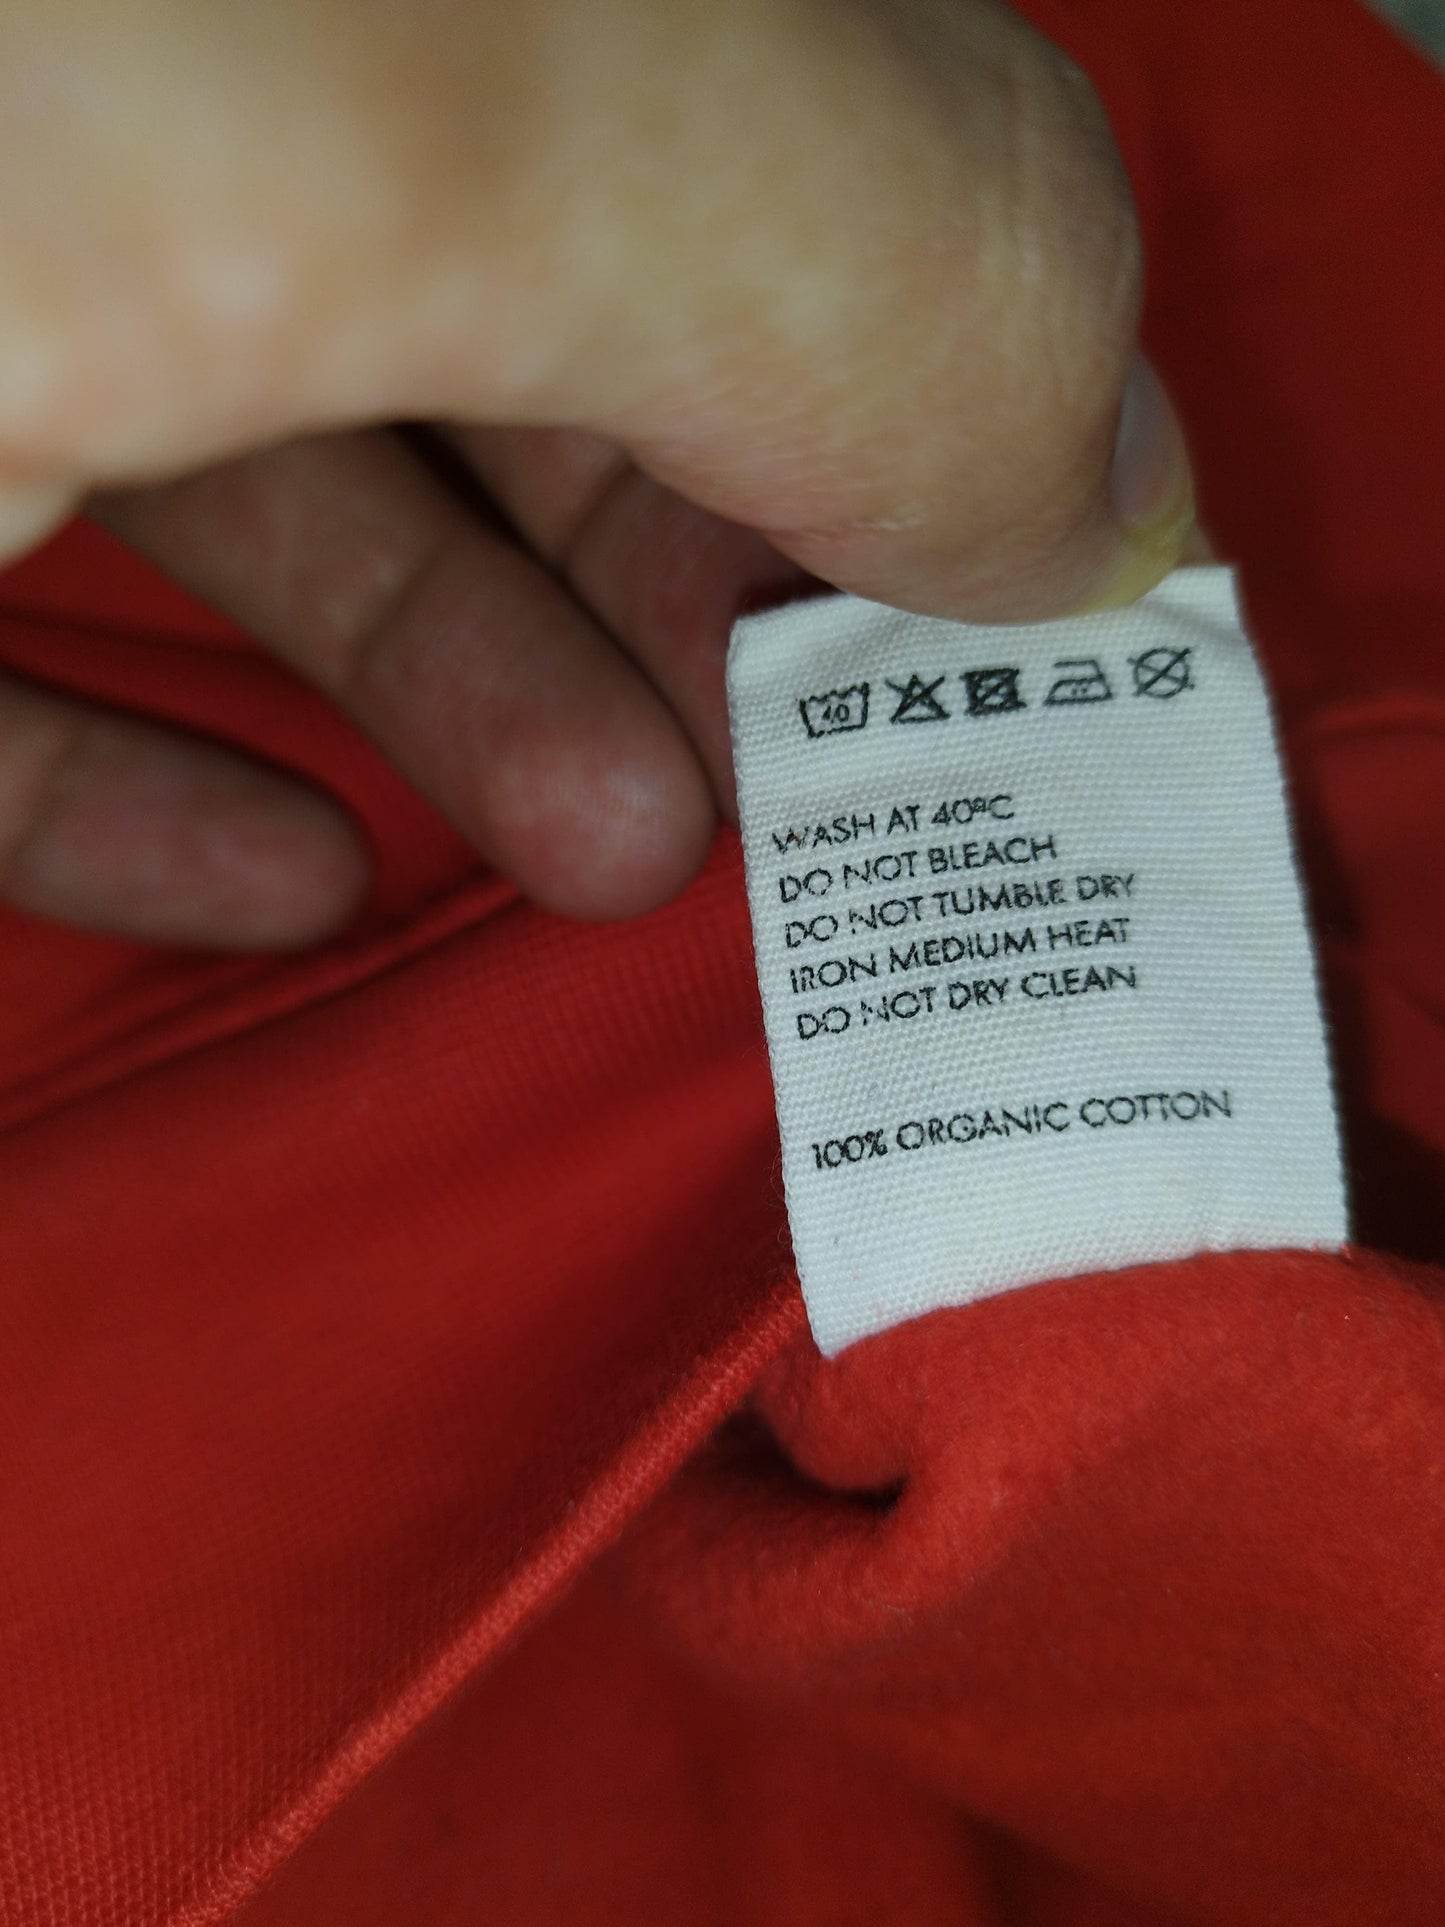 40
WASH AT 40ºC
DO NOT BLEACH
DO NOT TUMBLE DRY
IRON MEDIUM HEAT
DO NOT DRY CLEAN
100% ORGANIC COTTON